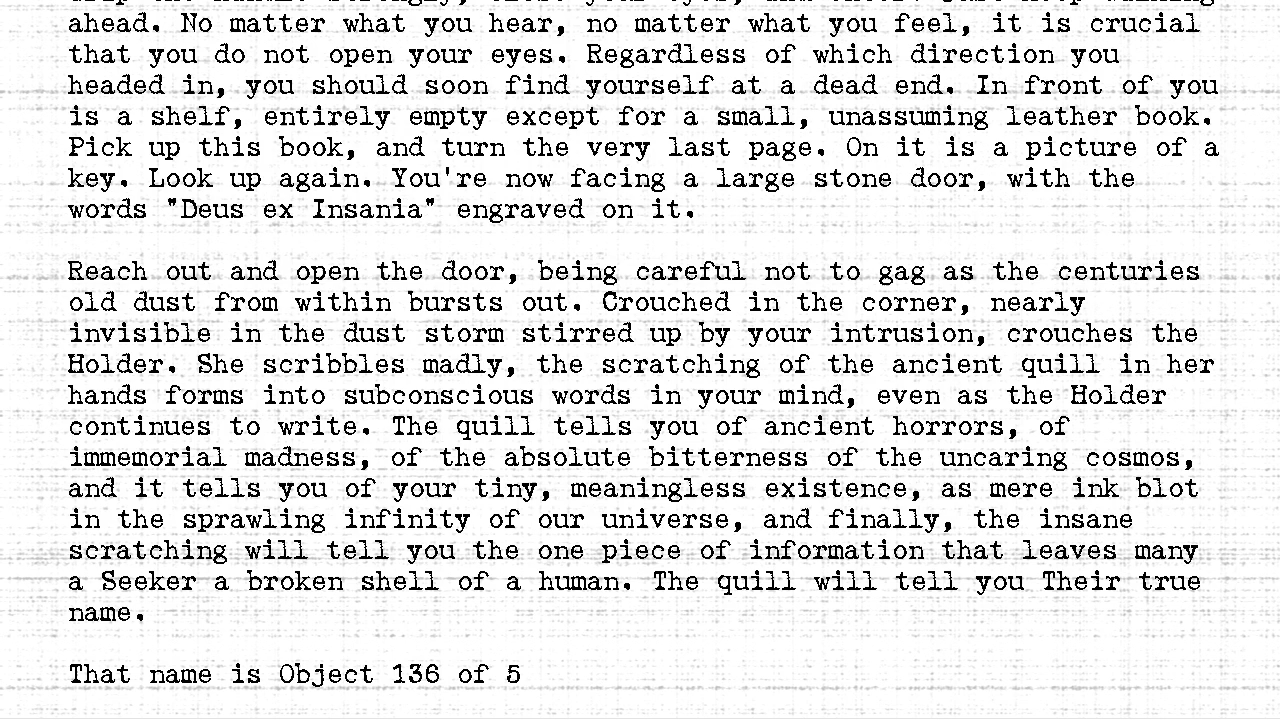 ahead. No matter what you hear, no matter what you feel, it is crucial
that you do not open your eyes. Regardless of which direction you
headed in, you should soon find yourself at a dead end. In front of you
is a shelf, entirely empty except for a small, unassuming leather book.
Pick up this book, and turn the very last page. On it is a picture of a
key. Look up again. You're now facing a large stone door, with the
words "Deus ex Insania" engraved on it.
Reach out and open the door, being careful not to gag as the centuries
old dust from within bursts out. Crouched in the corner, nearly
invisible in the dust storm stirred up by your intrusion, crouches the
Holder. She scribbles madly, the scratching of the ancient quill in her
hands forms into subconscious words in your mind, even as the Holder
continues to write. The quill tells you of ancient horrors, of
immemorial madness, of the absolute bitterness of the uncaring cosmos,
and it tells you of your tiny, meaningless existence, as mere ink blot
in the sprawling infinity of our universe, and finally, the insane
scratching will tell you the one piece of information that leaves many
a Seeker a broken shell of a human. The quill will tell you Their true
name.
That name is Object 136 of 5